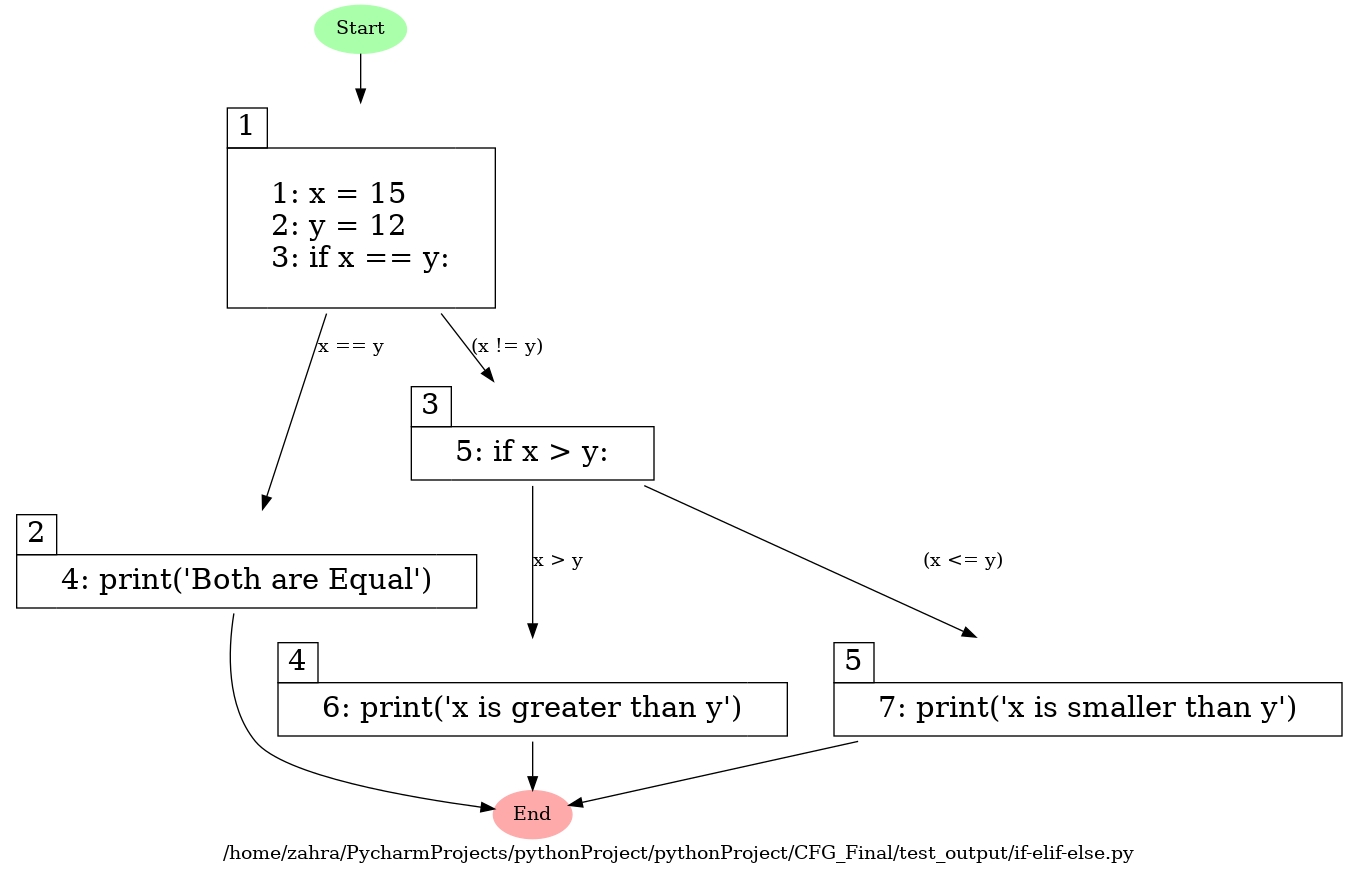 Start
1
1: x = 15
2: y = 12
3: if x == y:
x == y
(x != y)
3
5: if x > y:
2
4: print('Both are Equal')
x > y
(x <= y)
4
6: print('x is greater than y')
5
7: print('x is smaller than y')
End
/home/zahra/PycharmProjects/pythonProject/pythonProject/CFG_Final/test_output/if-elif-else.py